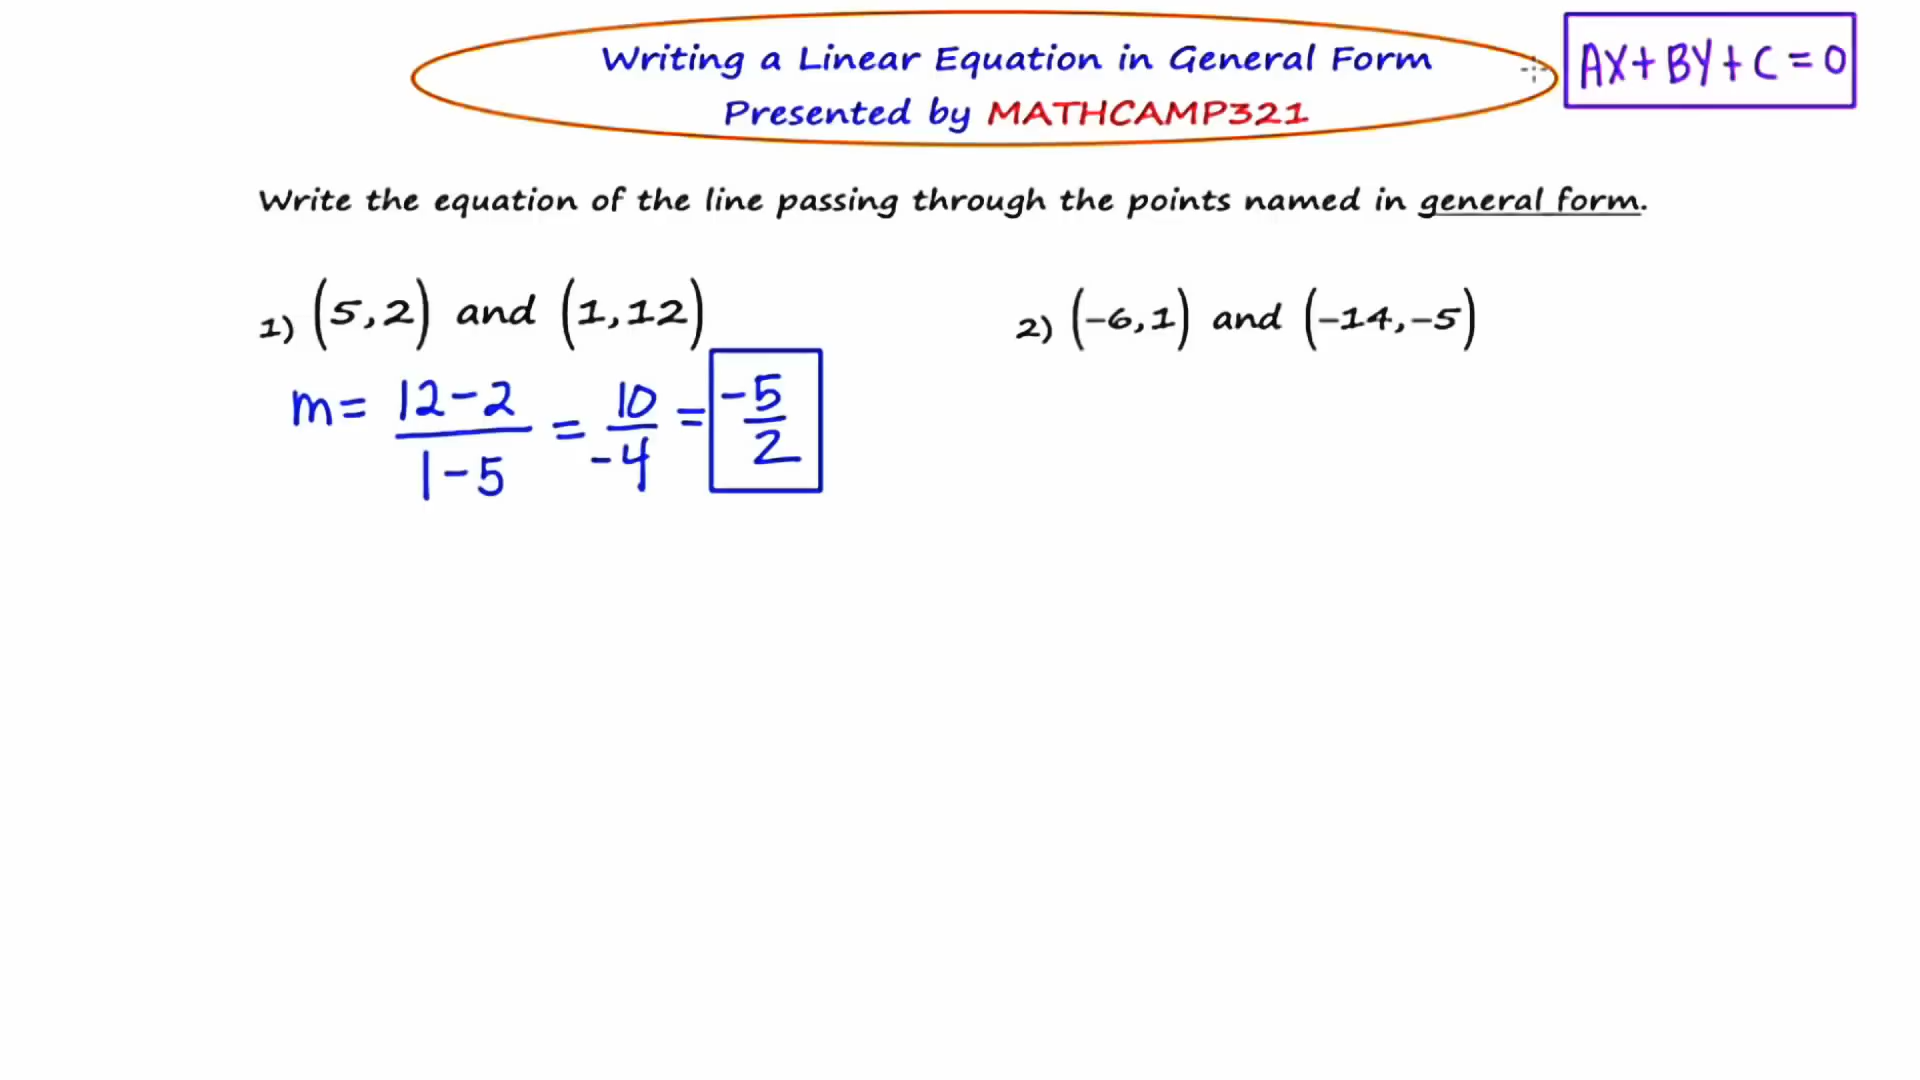 Writing a Linear Equation in General Form
Presented by MATHCAMP321
AX+BY+C=0
Write the equation of the line passing through the points named in general form.
1) (5,2) and (1,12)
m = 12-2/1-5 = 10/-4 = -5/2
2) (-6,1) and (-14,-5)